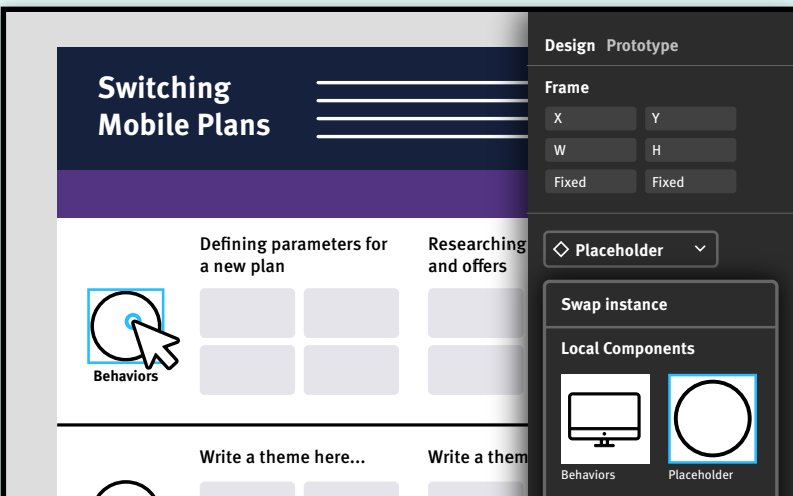 Switching
Mobile Plans
Defining parameters for
a new plan
Researching
and offers
Behaviors
Write a theme here...
Write a them
Design Prototype
Frame
X Y
W H
Fixed Fixed
Placeholder
Swap instance
Local Components
Behaviors Placeholder